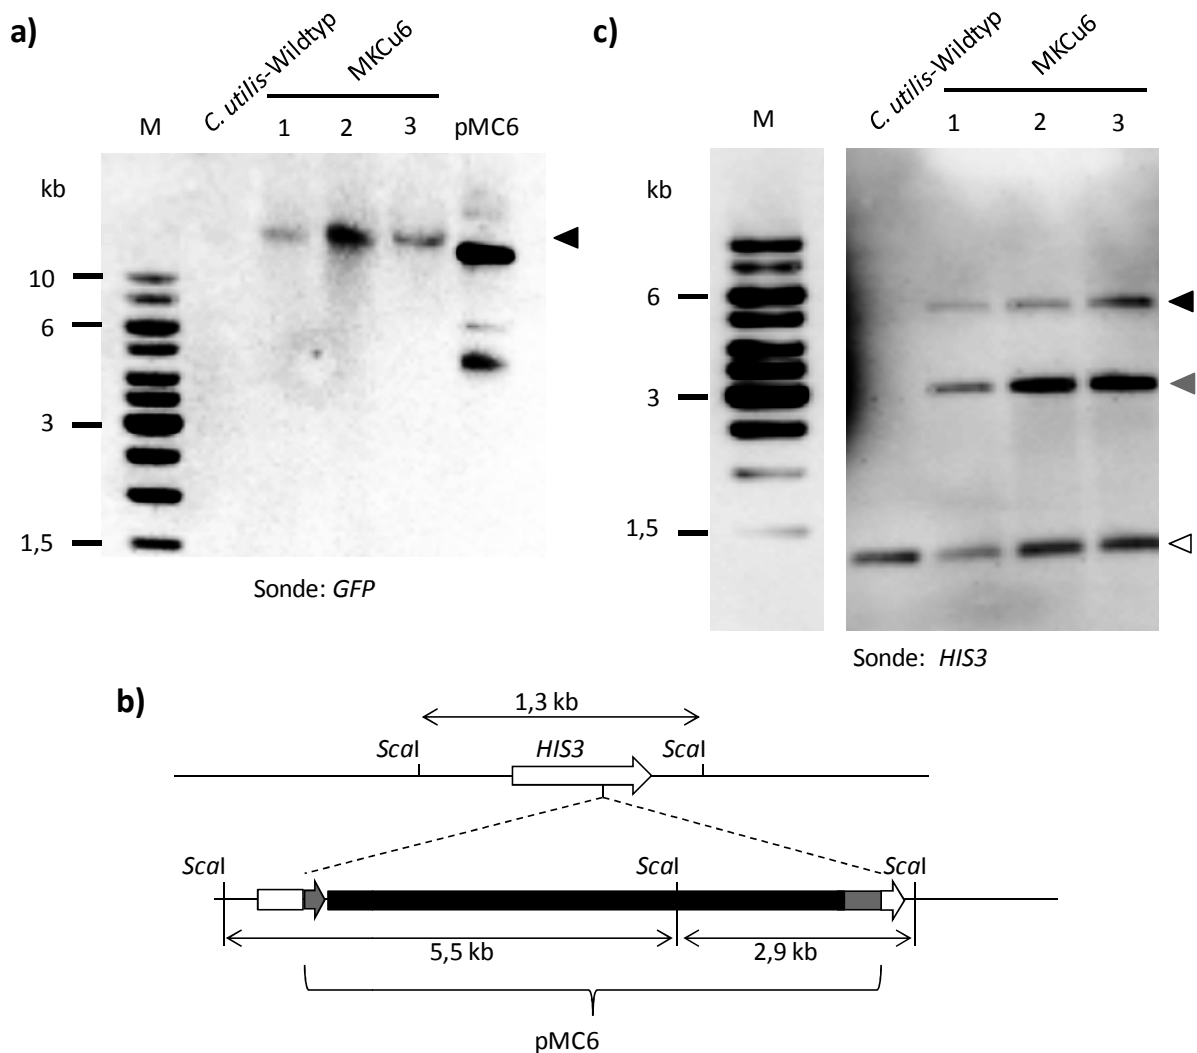 a)
C. utilis-Wildtyp
MKCu6
M
1
2
3
pMC6
kb
10
6
3
1,5
Sonde: GFP
c)
C. utilis-Wildtyp
MKCu6
M
1
2
3
kb
6
3
1,5
Sonde: HIS3
b)
1,3 kb
ScaI
HIS3
ScaI
ScaI
ScaI
ScaI
5,5 kb
2,9 kb
pMC6